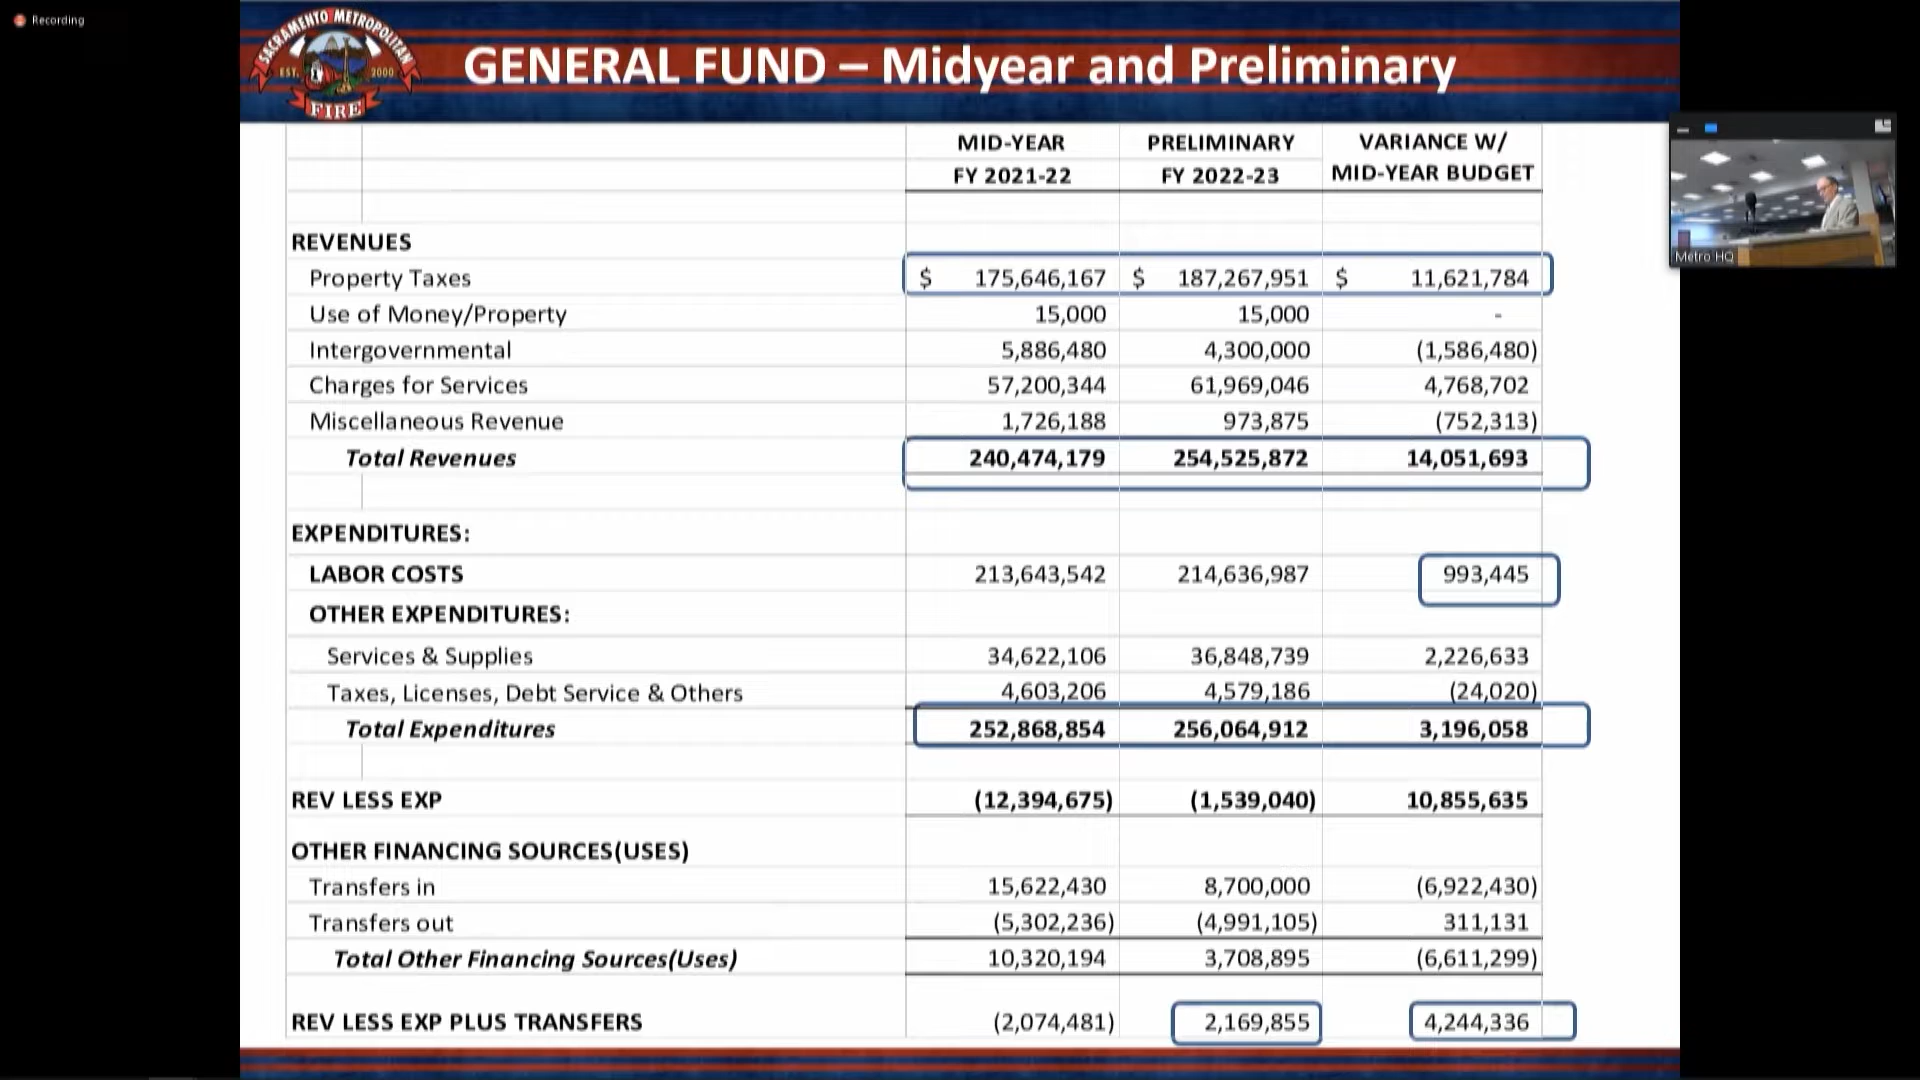 Recording
SACRAMENTO METROPOLITAN
EST. 2000
FIRE
GENERAL FUND – Midyear and Preliminary
MID-YEAR PRELIMINARY VARIANCE W/
FY 2021-22 FY 2022-23 MID-YEAR BUDGET
Metro HQ
REVENUES
Property Taxes $ 175,646,167 $ 187,267,951 $ 11,621,784
Use of Money/Property 15,000 15,000 -
Intergovernmental 5,886,480 4,300,000 (1,586,480)
Charges for Services 57,200,344 61,969,046 4,768,702
Miscellaneous Revenue 1,726,188 973,875 (752,313)
Total Revenues 240,474,179 254,525,872 14,051,693
EXPENDITURES:
LABOR COSTS 213,643,542 214,636,987 993,445
OTHER EXPENDITURES:
Services & Supplies 34,622,106 36,848,739 2,226,633
Taxes, Licenses, Debt Service & Others 4,603,206 4,579,186 (24,020)
Total Expenditures 252,868,854 256,064,912 3,196,058
REV LESS EXP (12,394,675) (1,539,040) 10,855,635
OTHER FINANCING SOURCES(USES)
Transfers in 15,622,430 8,700,000 (6,922,430)
Transfers out (5,302,236) (4,991,105) 311,131
Total Other Financing Sources(Uses) 10,320,194 3,708,895 (6,611,299)
REV LESS EXP PLUS TRANSFERS (2,074,481) 2,169,855 4,244,336